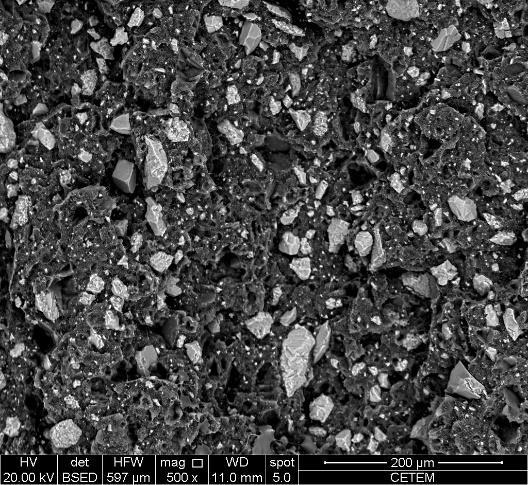 HV det HFW mag WD spot 200 µm
20.00 kV BSED 597 µm 500 x 11.0 mm 5.0 CETEM